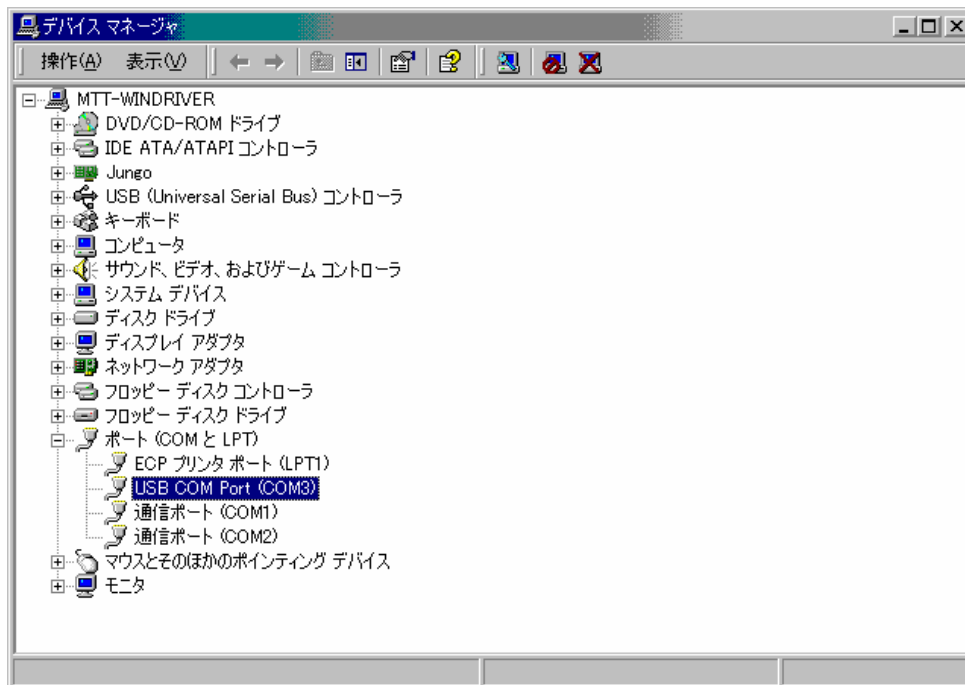 デバイス マネージャ
操作(A) 表示(V)
MTT-WINDRIVER
DVD/CD-ROM ドライブ
IDE ATA/ATAPI コントローラ
Jungo
USB (Universal Serial Bus) コントローラ
キーボード
コンピュータ
サウンド、ビデオ、およびゲーム コントローラ
システム デバイス
ディスク ドライブ
ディスプレイ アダプタ
ネットワーク アダプタ
フロッピー ディスク コントローラ
フロッピー ディスク ドライブ
ポート (COM と LPT)
ECP プリンタ ポート (LPT1)
USB COM Port (COM3)
通信ポート (COM1)
通信ポート (COM2)
マウスとそのほかのポインティング デバイス
モニタ